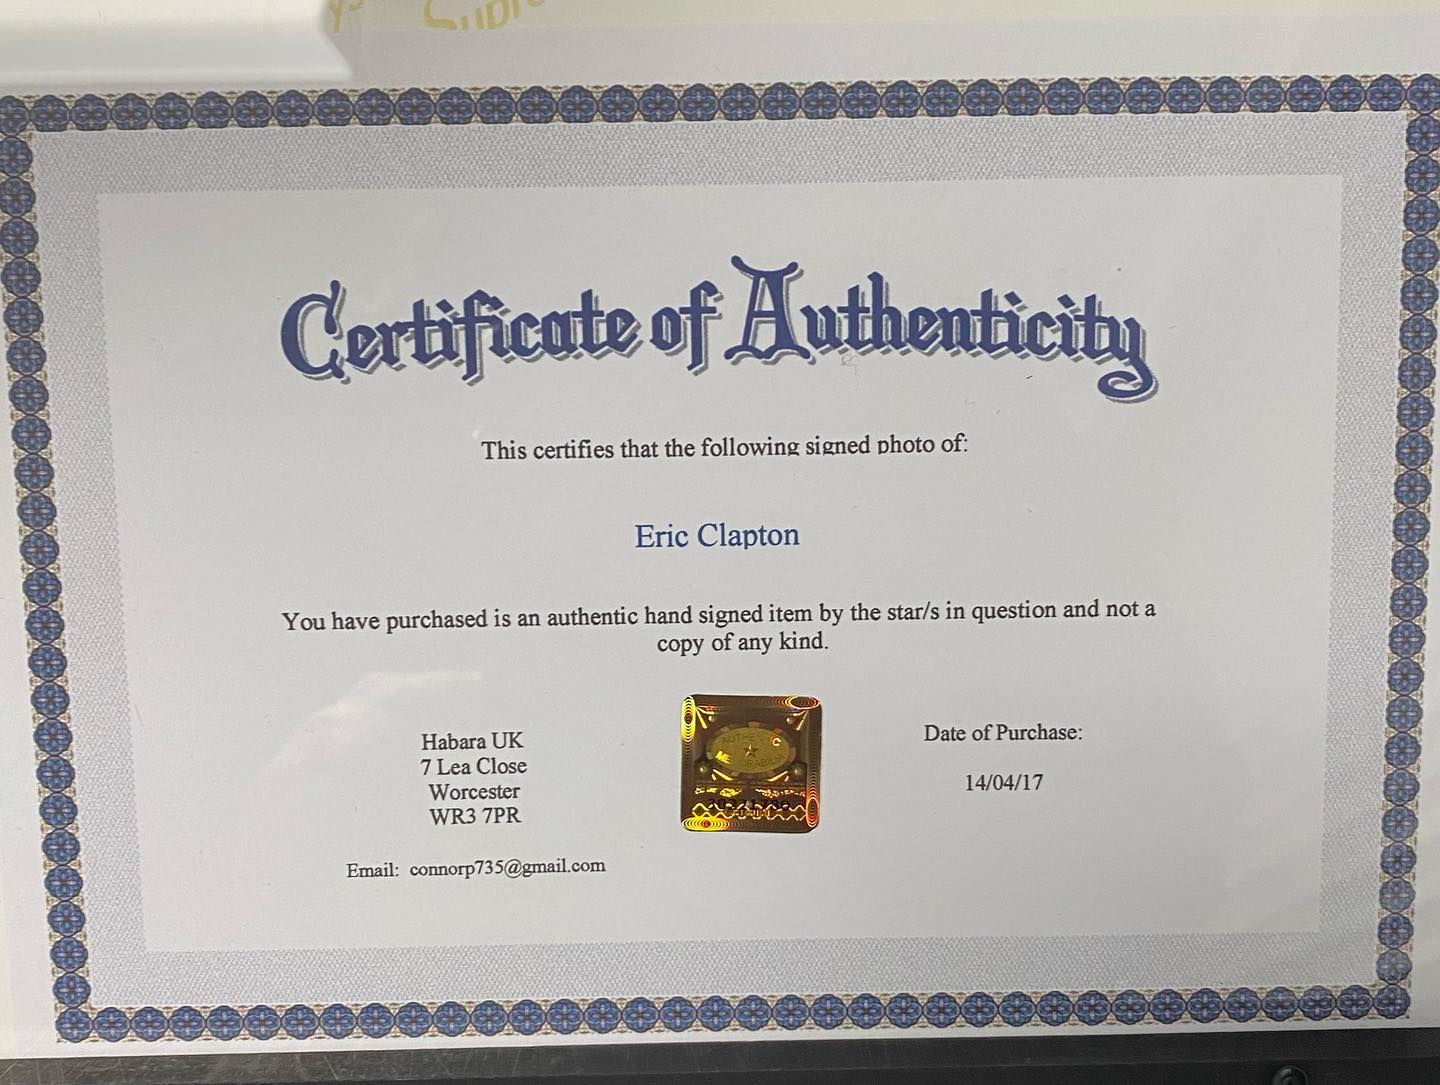 Certificate of Authenticity
This certifies that the following signed photo of:
Eric Clapton
You have purchased is an authentic hand signed item by the star/s in question and not a
copy of any kind.
Habara UK
7 Lea Close
Worcester
WR3 7PR
Email: connorp735@gmail.com
Date of Purchase:
14/04/17